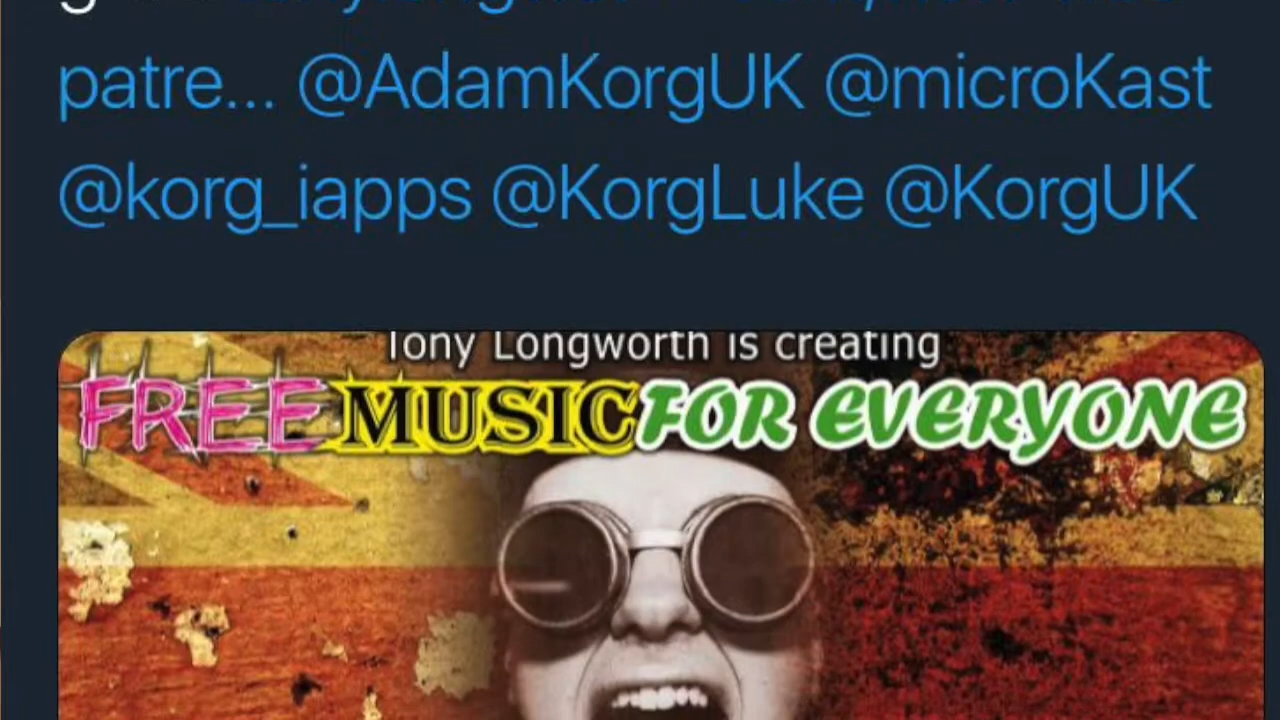 patre... @AdamKorgUK @microKast
@korg_iapps @KorgLuke @KorgUK
Tony Longworth is creating
FREE MUSIC FOR EVERYONE